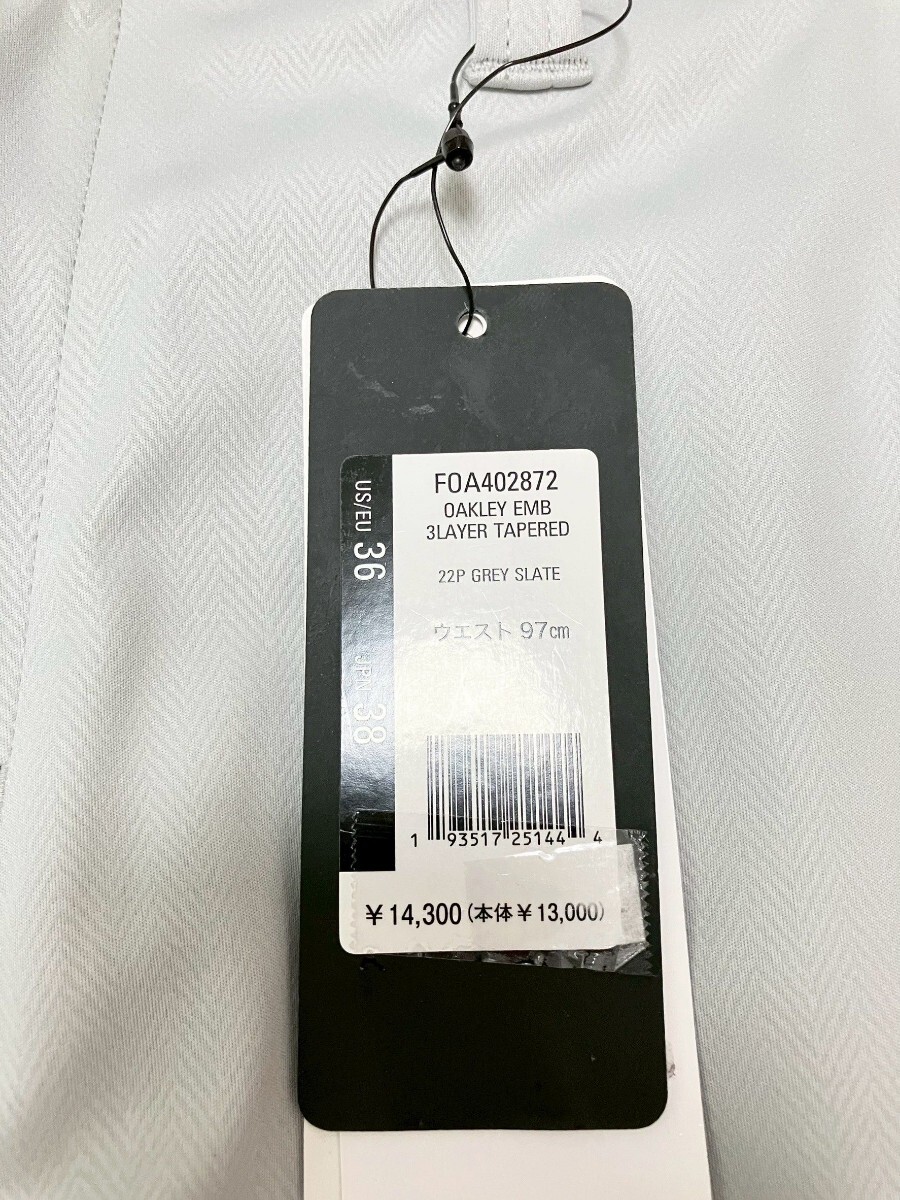 FOA402872
OAKLEY EMB
3LAYER TAPERED
22P GREY SLATE
ウエスト 97cm
US/EU 36
JPN 38
1 93517 25144 4
¥14,300(本体¥13,000)